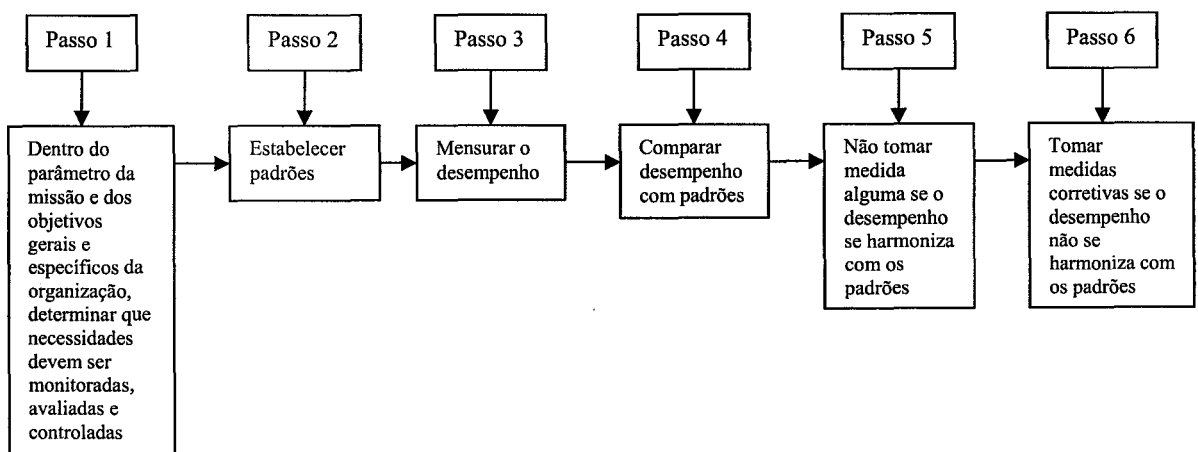 Passo 1
Passo 2
Passo 3
Passo 4
Passo 5
Passo 6
Dentro do
parâmetro da
missão e dos
objetivos
gerais e
específicos da
organização,
determinar que
necessidades
devem ser
monitoradas,
avaliadas e
controladas
Estabelecer
padrões
Mensurar o
desempenho
Comparar
desempenho
com padrões
Não tomar
medida
alguma se o
desempenho
se harmoniza
com os
padrões
Tomar
medidas
corretivas se o
desempenho
não se
harmoniza com
os padrões